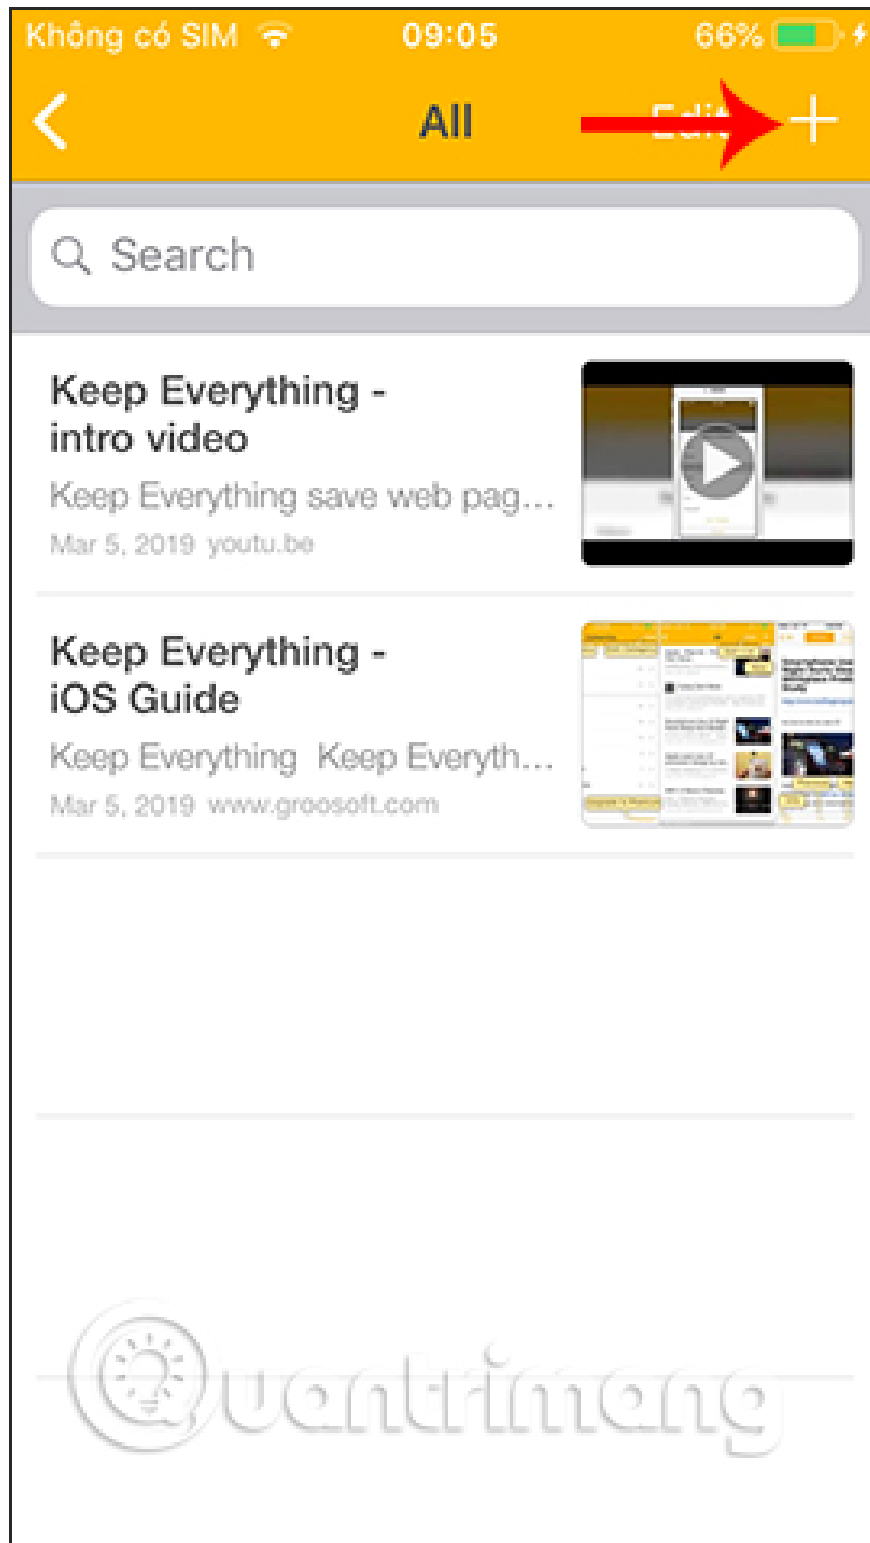 Không có SIM 09:05 66%
All Edit
Search
Keep Everything -
intro video
Keep Everything save web pag...
Mar 5, 2019 youtu.be
Keep Everything -
iOS Guide
Keep Everything Keep Everyth...
Mar 5, 2019 www.groosoft.com
Quantrimang